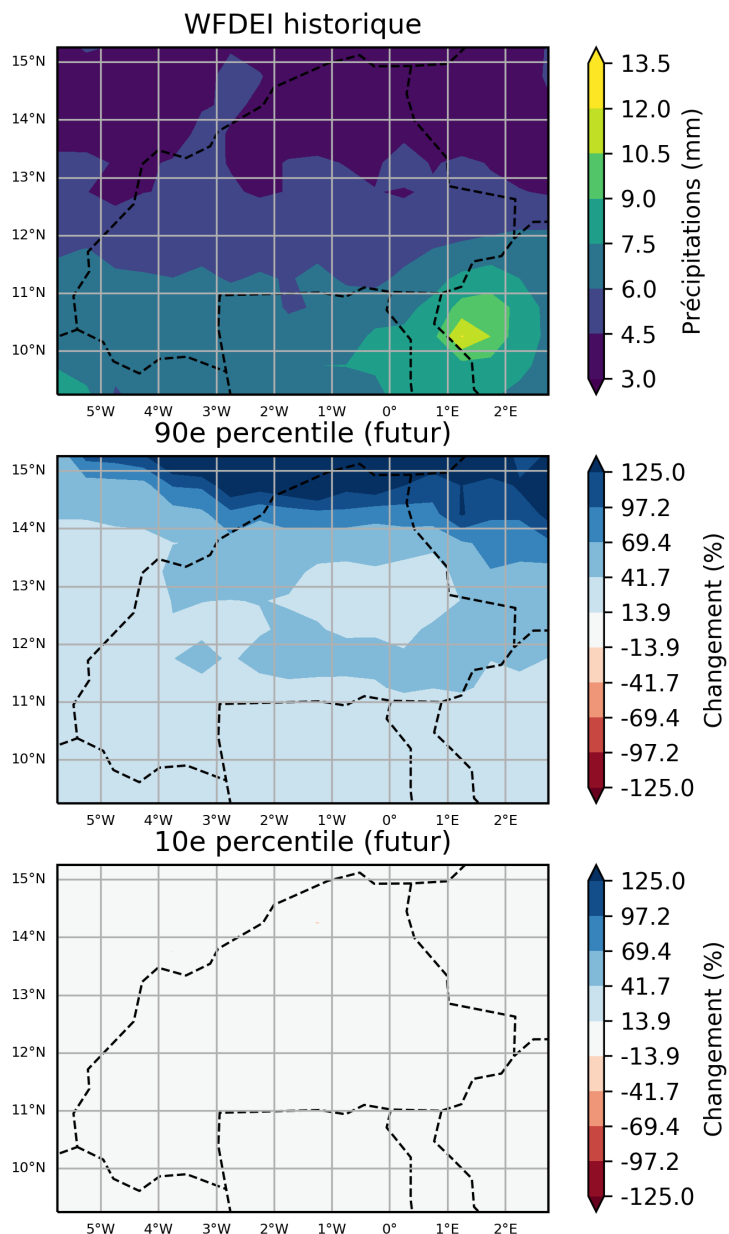 WFDEI historique
15°N
14°N
13°N
12°N
11°N
10°N
5°W 4°W 3°W 2°W 1°W 0° 1°E 2°E
13.5
12.0
10.5
9.0
7.5
6.0
4.5
3.0
Précipitations (mm)
90e percentile (futur)
15°N
14°N
13°N
12°N
11°N
10°N
5°W 4°W 3°W 2°W 1°W 0° 1°E 2°E
125.0
97.2
69.4
41.7
13.9
-13.9
-41.7
-69.4
-97.2
-125.0
Changement (%)
10e percentile (futur)
15°N
14°N
13°N
12°N
11°N
10°N
5°W 4°W 3°W 2°W 1°W 0° 1°E 2°E
125.0
97.2
69.4
41.7
13.9
-13.9
-41.7
-69.4
-97.2
-125.0
Changement (%)